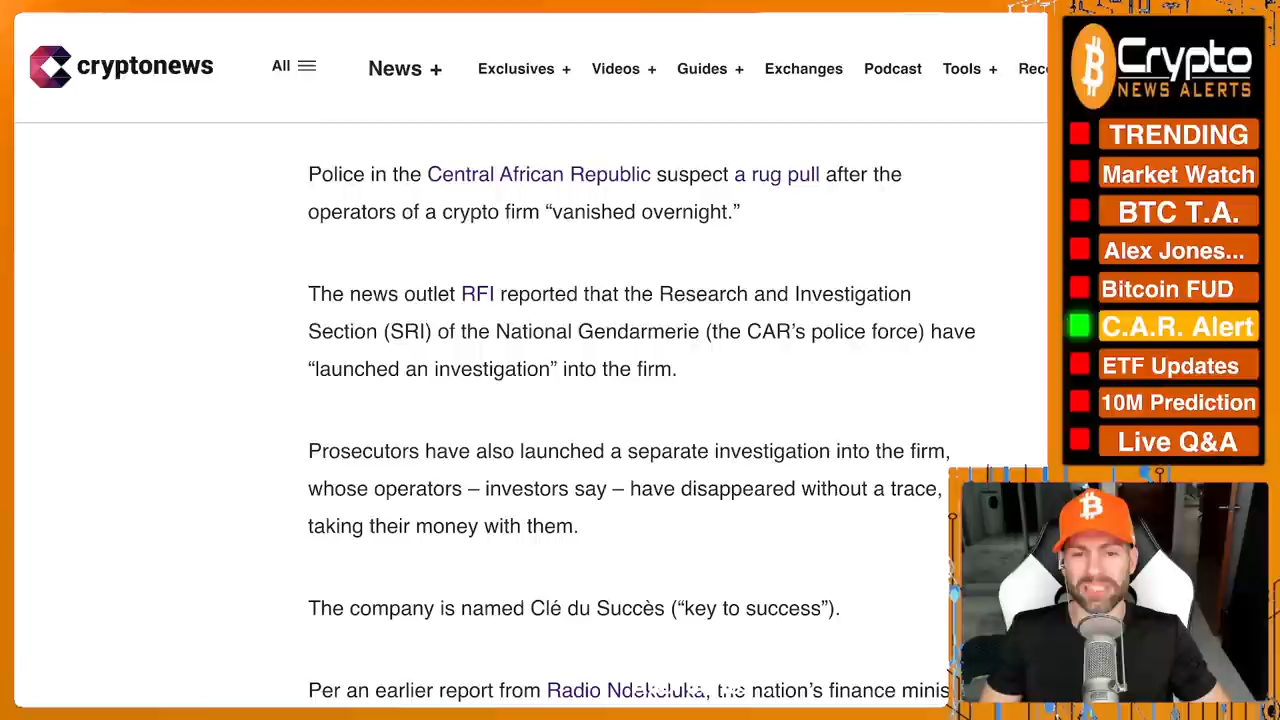 cryptonews
All
News +
Exclusives +
Videos +
Guides +
Exchanges
Podcast
Tools +
Police in the Central African Republic suspect a rug pull after the
operators of a crypto firm “vanished overnight.”
The news outlet RFI reported that the Research and Investigation
Section (SRI) of the National Gendarmerie (the CAR’s police force) have
“launched an investigation” into the firm.
Prosecutors have also launched a separate investigation into the firm,
whose operators – investors say – have disappeared without a trace,
taking their money with them.
The company is named Clé du Succès (“key to success”).
Per an earlier report from Radio Ndekeluka, the nation’s finance minis
Crypto
NEWS ALERTS
TRENDING
Market Watch
BTC T.A.
Alex Jones...
Bitcoin FUD
C.A.R. Alert
ETF Updates
10M Prediction
Live Q&A